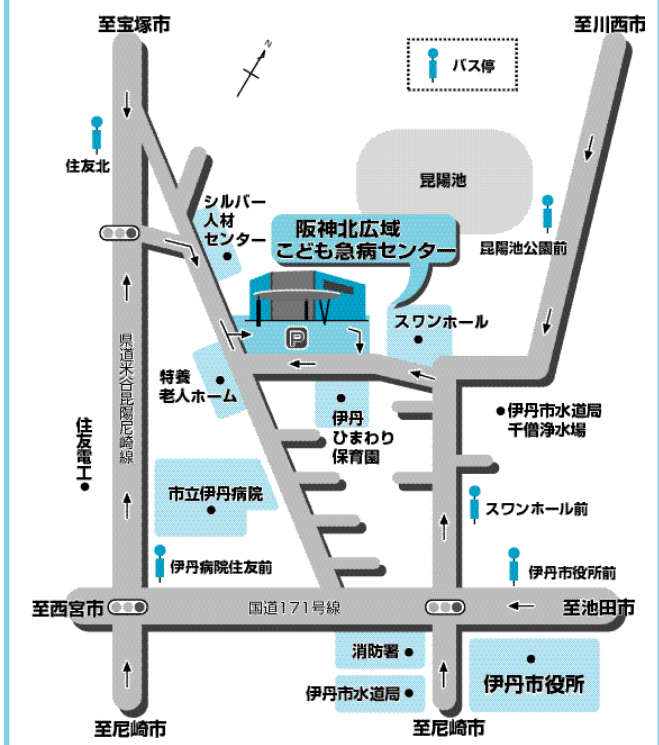 至宝塚市
至川西市
N
バス停
住友北
昆陽池
シルバー
人材
センター
阪神北広域
こども急病センター
昆陽池公園前
P
スワンホール
県道米谷昆陽尼崎線
特養
老人ホーム
伊丹
ひまわり
保育園
伊丹市水道局
千僧浄水場
住友電工
市立伊丹病院
スワンホール前
伊丹病院住友前
伊丹市役所前
至西宮市
国道171号線
至池田市
消防署
伊丹市役所
伊丹市水道局
至尼崎市
至尼崎市